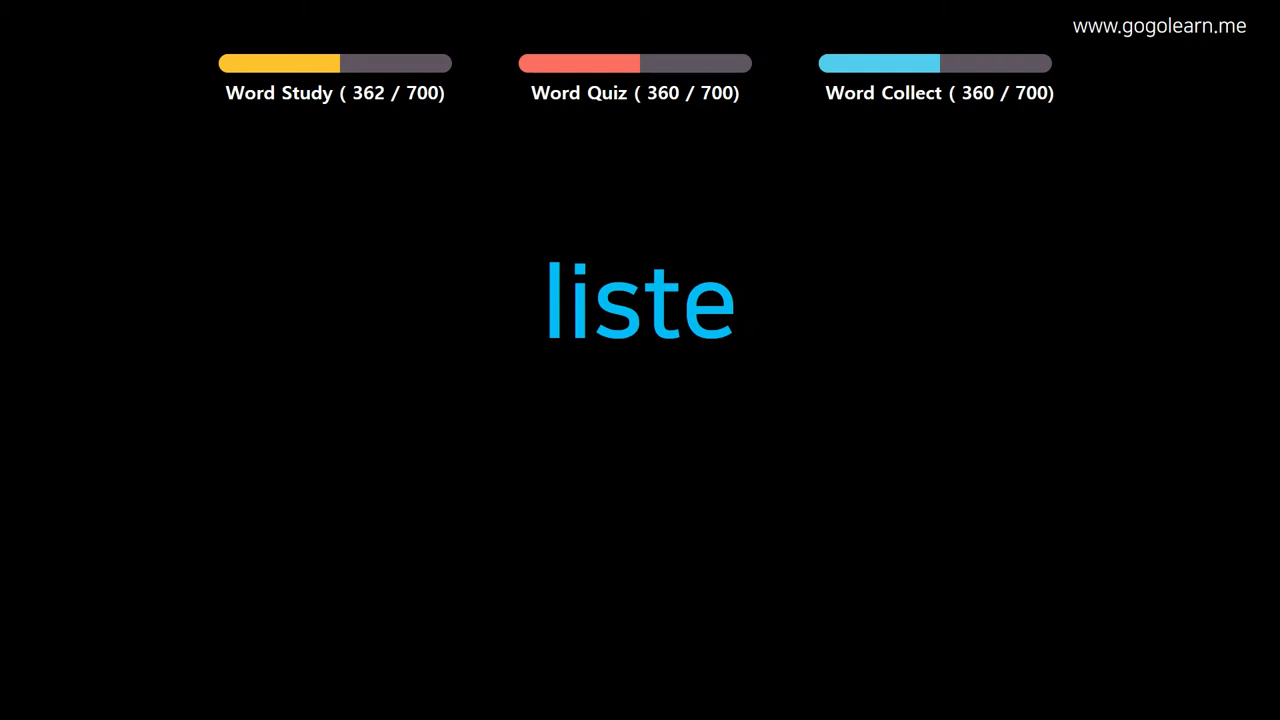 www.gogolearn.me
Word Study ( 362 / 700)
Word Quiz ( 360 / 700)
Word Collect ( 360 / 700)
liste